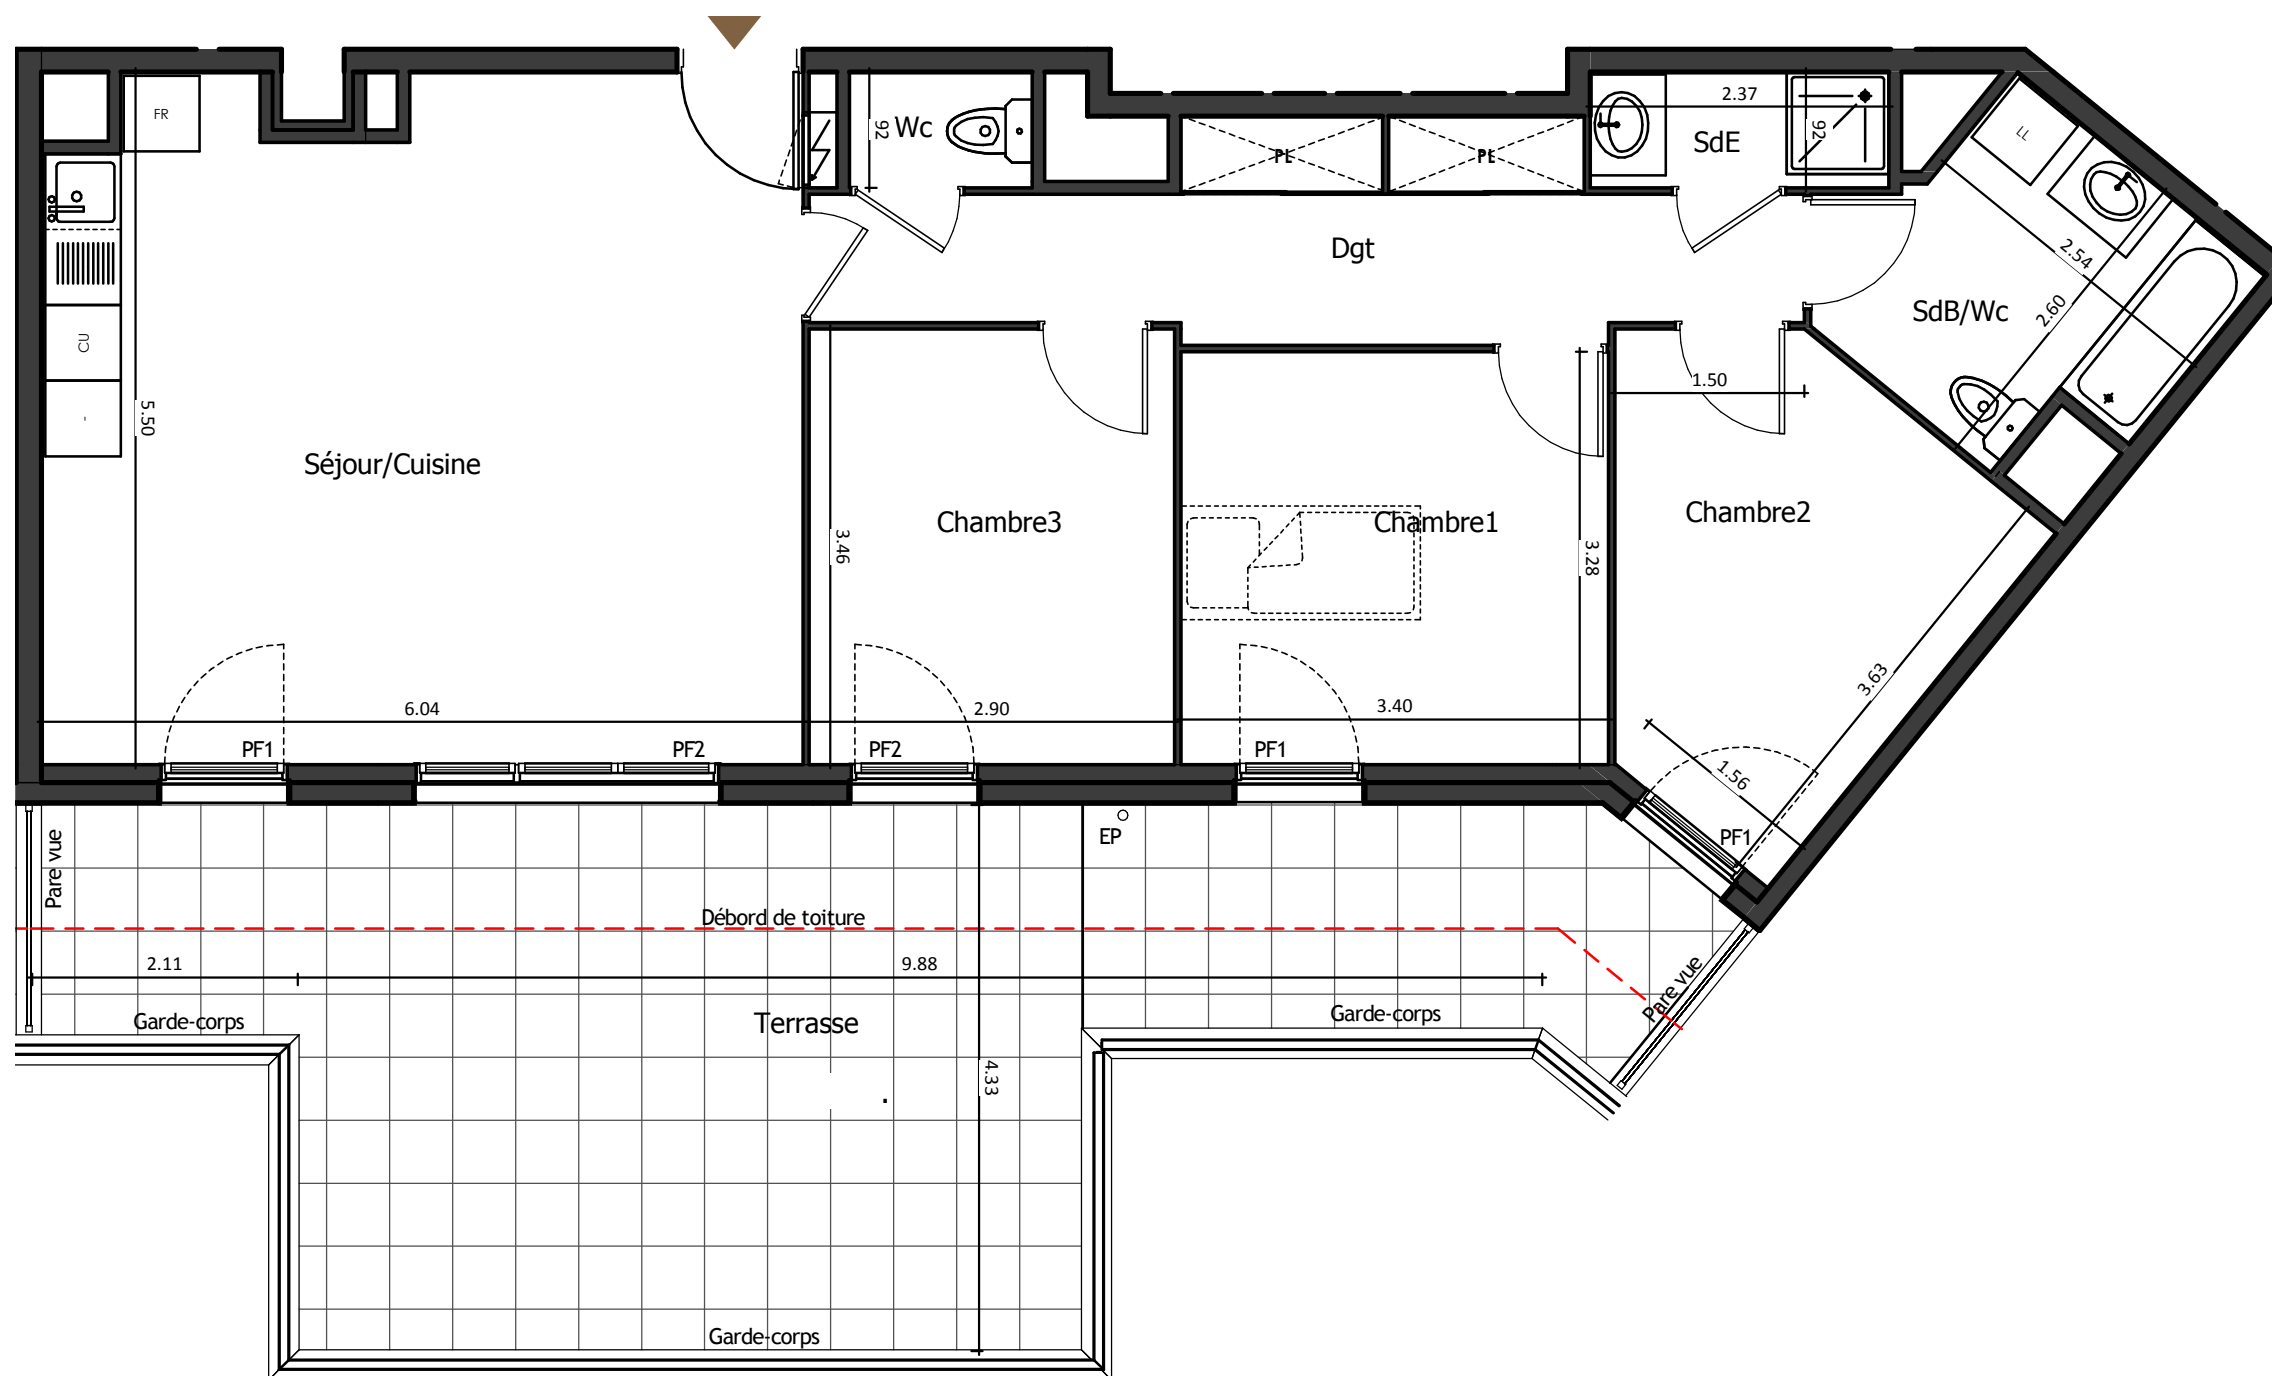 FR
92
Wc
PL
PL
2.37
92
SdE
LL
Dgt
2.54
2.60
SdB/Wc
CU
-
5.50
1.50
Séjour/Cuisine
Chambre3
Chambre1
Chambre2
3.46
3.28
3.63
6.04
2.90
3.40
PF1
PF2
PF2
PF1
1.56
PF1
EP
Pare vue
Débord de toiture
2.11
9.88
Pare vue
Garde-corps
Terrasse
Garde-corps
4.33
.
Garde-corps